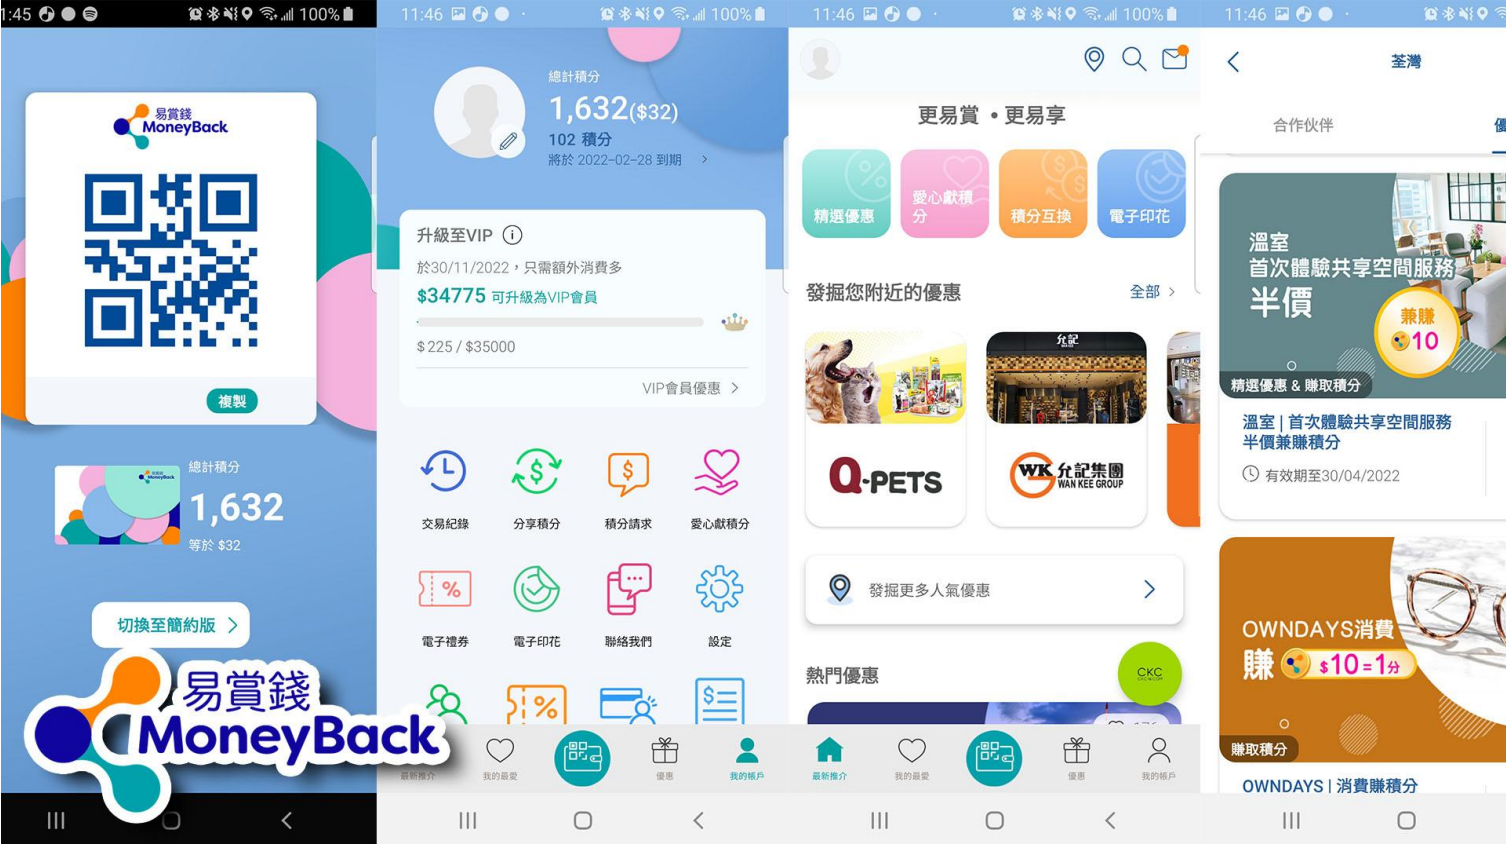 1:45
100%
易賞錢
MoneyBack
複製
易賞錢
MoneyBack
總計積分
1,632
等於 $32
切換至簡約版
易賞錢
MoneyBack
11:46
100%
總計積分
1,632($32)
102 積分
將於 2022-02-28 到期
升級至VIP
於30/11/2022，只需額外消費多
$34775 可升級為VIP會員
$ 225 / $35000
VIP會員優惠
交易紀錄
分享積分
積分請求
愛心獻積分
電子禮券
電子印花
聯絡我們
設定
最新推介
我的最愛
優惠
我的帳戶
11:46
100%
更易賞 • 更易享
精選優惠
愛心獻積
分
積分互換
電子印花
發掘您附近的優惠
全部
允記
Q-PETS
WK 允記集團
WAN KEE GROUP
發掘更多人氣優惠
熱門優惠
CKC
最新推介
我的最愛
優惠
我的帳戶
11:46
荃灣
合作伙伴
溫室
首次體驗共享空間服務
半價
兼賺
10
精選優惠 & 賺取積分
溫室 | 首次體驗共享空間服務
半價兼賺積分
有效期至30/04/2022
OWNDAYS消費
賺 $10=1分
賺取積分
OWNDAYS | 消費賺積分